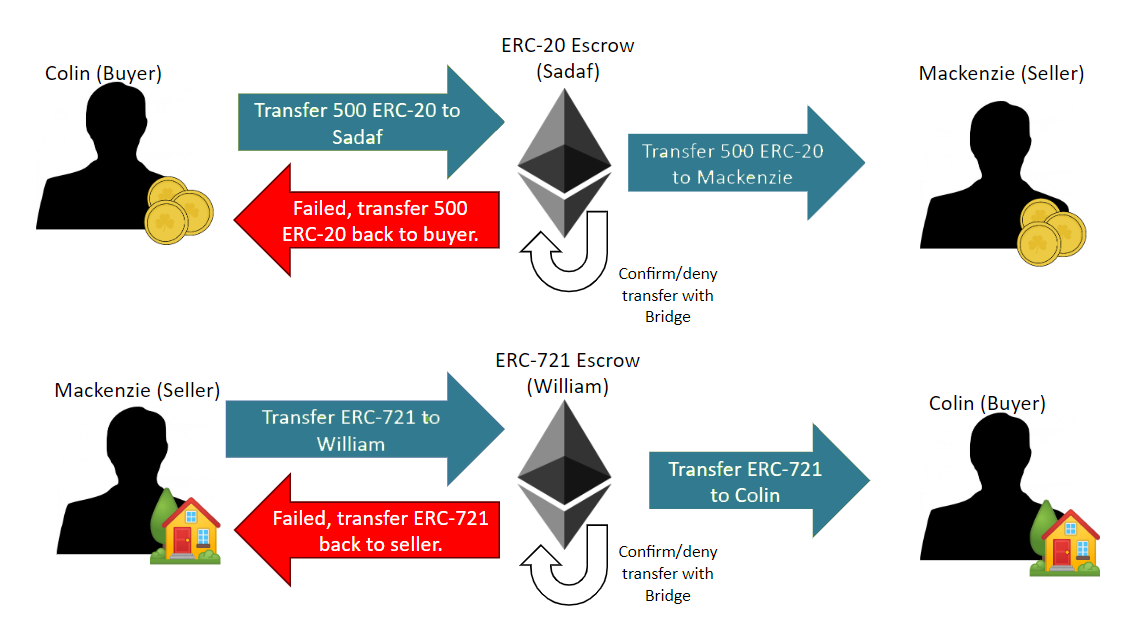 ERC-20 Escrow
(Sadaf)
Colin (Buyer)
Mackenzie (Seller)
Transfer 500 ERC-20 to
Sadaf
Transfer 500 ERC-20
to Mackenzie
Failed, transfer 500
ERC-20 back to buyer.
Confirm/deny
transfer with
Bridge
ERC-721 Escrow
(William)
Mackenzie (Seller)
Colin (Buyer)
Transfer ERC-721 to
William
Transfer ERC-721
to Colin
Failed, transfer ERC-721
back to seller.
Confirm/deny
transfer with
Bridge